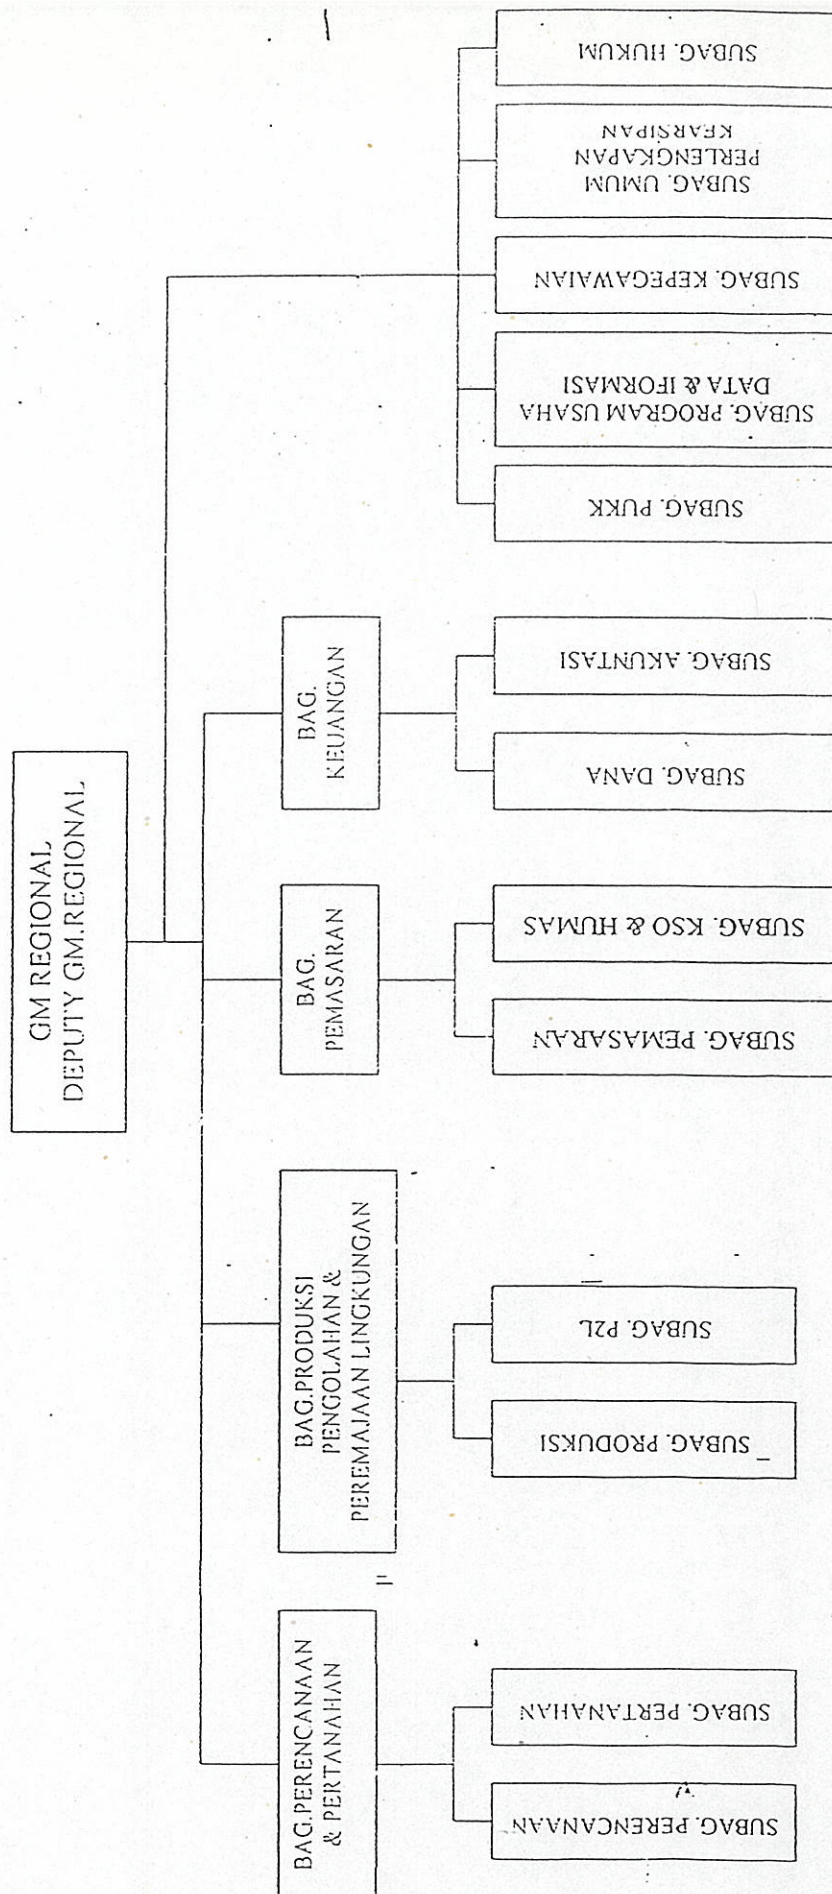 GM REGIONAL
DEPUTY GM.REGIONAL
BAG.PERENCANAAN
& PERTANAHAN
BAG.PRODUKSI
PENGOLAHAN &
PEREMAJAAN LINGKUNGAN
BAG.
PEMASARAN
BAG.
KEUANGAN
SUBAG. PERENCANAAN
SUBAG. PERTANAHAN
SUBAG. PRODUKSI
SUBAG. P2L
SUBAG. PEMASARAN
SUBAG. KSO & HUMAS
SUBAG. DANA
SUBAG. AKUNTASI
SUBAG. PUKK
SUBAG. PROGRAM USAHA
DATA & IFORMASI
SUBAG. KEPEGAWAIAN
SUBAG. UMUM
PERLENGKAPAN
KEARSIPAN
SUBAG. HUKUM